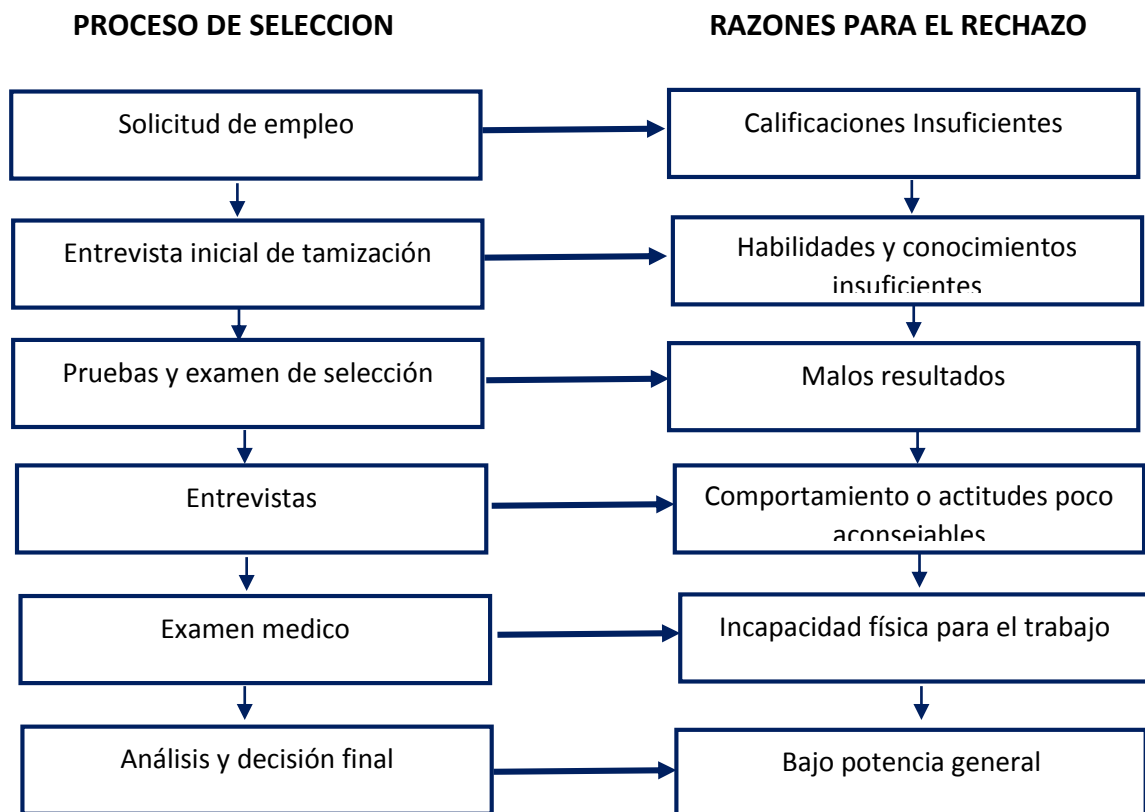 PROCESO DE SELECCION
RAZONES PARA EL RECHAZO
Solicitud de empleo
Calificaciones Insuficientes
Entrevista inicial de tamización
Habilidades y conocimientos
insuficientes
Pruebas y examen de selección
Malos resultados
Entrevistas
Comportamiento o actitudes poco
aconsejables
Examen medico
Incapacidad física para el trabajo
Análisis y decisión final
Bajo potencia general